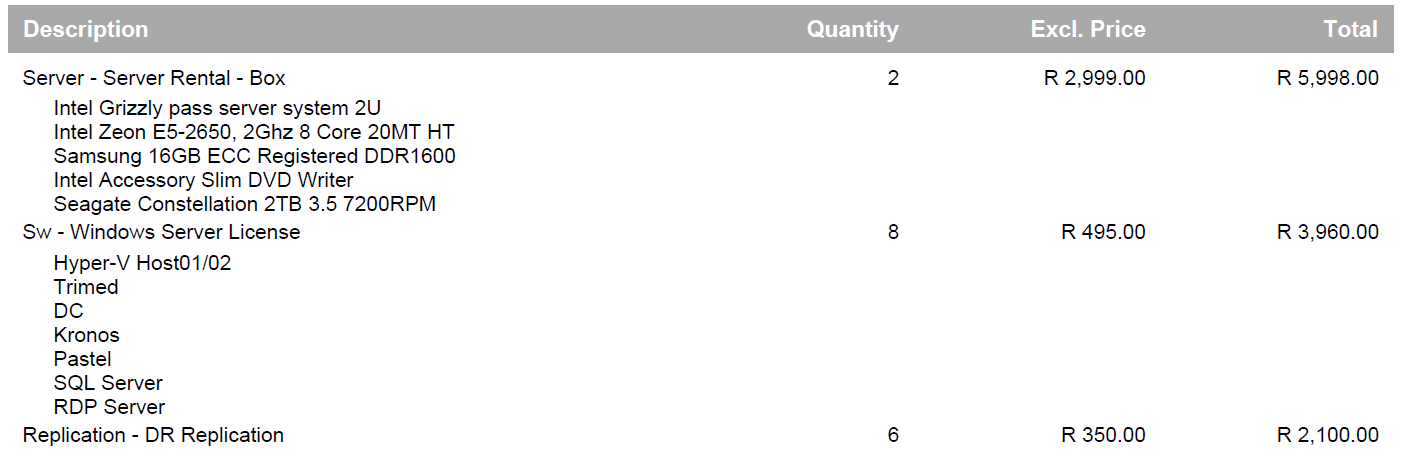 Description Quantity Excl. Price Total
Server - Server Rental - Box 2 R 2,999.00 R 5,998.00
Intel Grizzly pass server system 2U
Intel Zeon E5-2650, 2Ghz 8 Core 20MT HT
Samsung 16GB ECC Registered DDR1600
Intel Accessory Slim DVD Writer
Seagate Constellation 2TB 3.5 7200RPM
Sw - Windows Server License 8 R 495.00 R 3,960.00
Hyper-V Host01/02
Trimed
DC
Kronos
Pastel
SQL Server
RDP Server
Replication - DR Replication 6 R 350.00 R 2,100.00